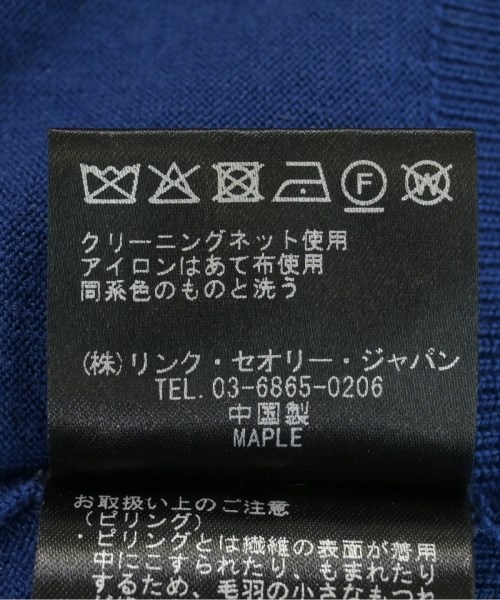 F W
クリーニングネット使用
アイロンはあて布使用
同系色のものと洗う
(株)リンク・セオリー・ジャパン
TEL. 03-6865-0206
中国製
MAPLE
お取扱い上のご注意
(ピリング)
・ピリングとは繊維の表面が着用
中にこすられたり、もまれたり
するため、毛羽の小さなもつれ